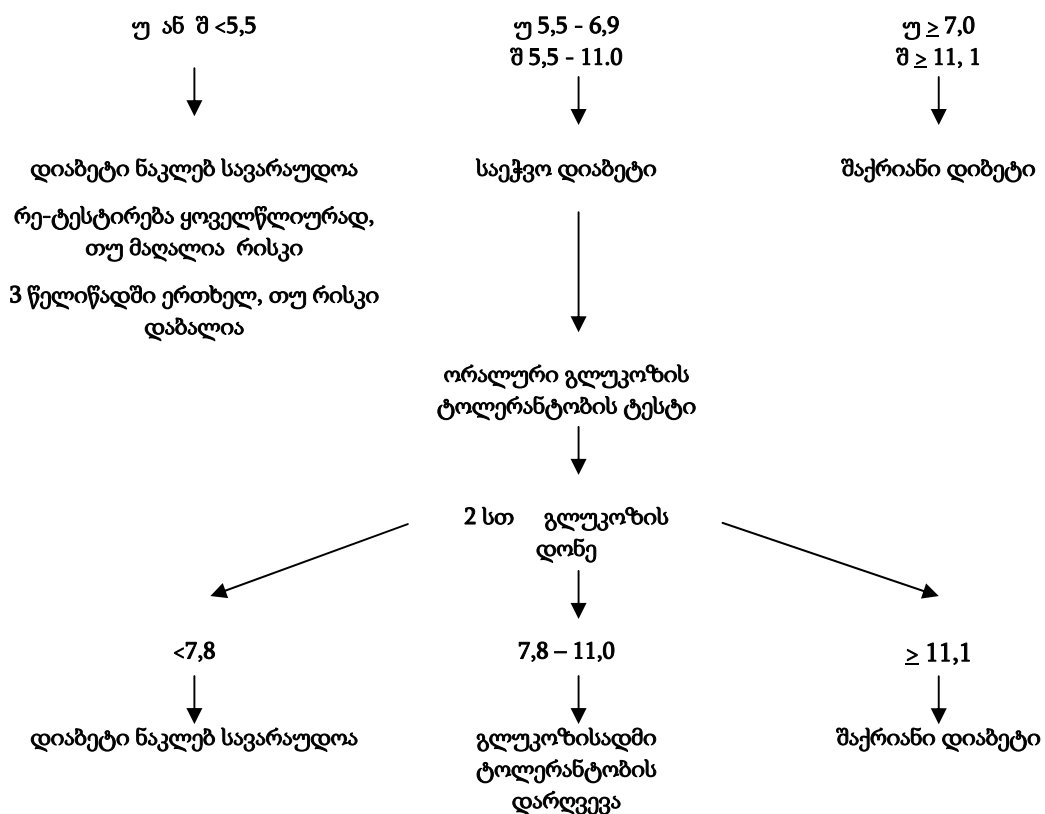 უ ან შ <5,5
უ 5,5 - 6,9
შ 5,5 - 11.0
უ ≥ 7,0
შ ≥ 11, 1
დიაბეტი ნაკლებ სავარაუდოა
რე-ტესტირება ყოველწლიურად,
თუ მაღალია რისკი
3 წელიწადში ერთხელ, თუ რისკი
დაბალია
საეჭვო დიაბეტი
შაქრიანი დიბეტი
ორალური გლუკოზის
ტოლერანტობის ტესტი
2 სთ გლუკოზის
დონე
<7,8
7,8 – 11,0
≥ 11,1
დიაბეტი ნაკლებ სავარაუდოა
გლუკოზისადმი
ტოლერანტობის
დარღვევა
შაქრიანი დიაბეტი